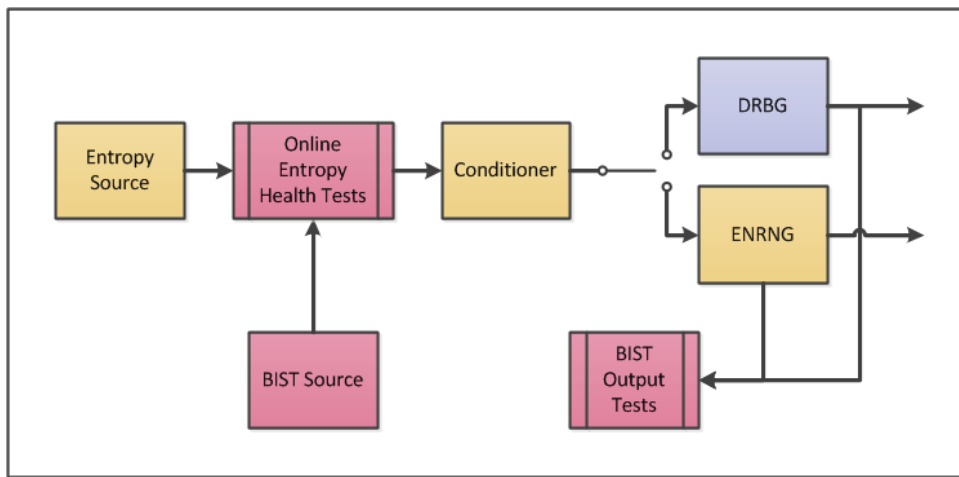 Entropy
Source
Online
Entropy
Health Tests
Conditioner
DRBG
ENRNG
BIST Source
BIST
Output
Tests